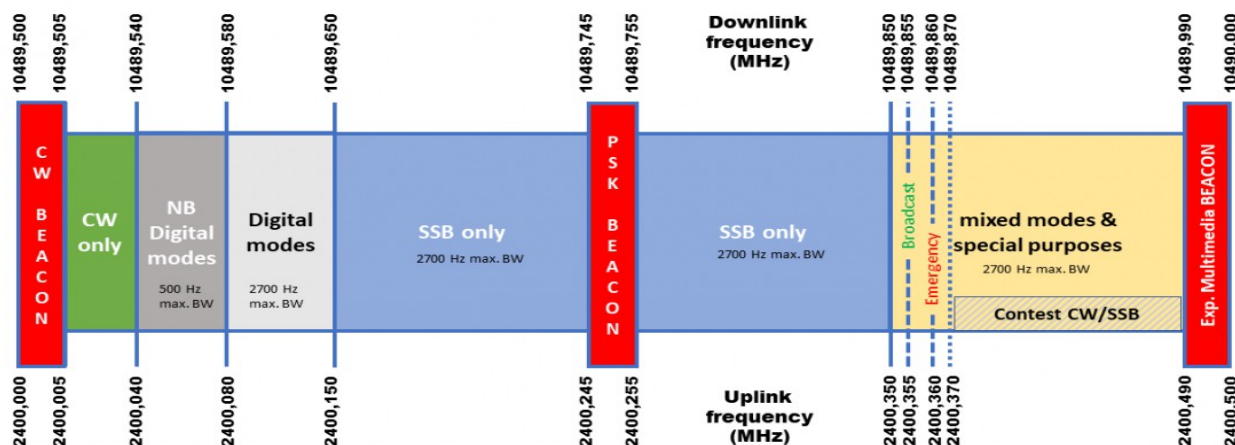 10489,500
10489,505
10489,540
10489,580
10489,650
10489,745
10489,755
Downlink
frequency
(MHz)
10489,850
10489,855
10489,860
10489,870
10489,990
10490,000
CW BEACON
CW
only
NB
Digital
modes
500 Hz
max. BW
Digital
modes
2700 Hz
max. BW
SSB only
2700 Hz max. BW
PSK BEACON
SSB only
2700 Hz max. BW
Broadcast
Emergency
mixed modes &
special purposes
2700 Hz max. BW
Contest CW/SSB
Exp. Multimedia BEACON
2400,000
2400,005
2400,040
2400,080
2400,150
2400,245
2400,255
Uplink
frequency
(MHz)
2400,350
2400,355
2400,360
2400,370
2400,490
2400,500